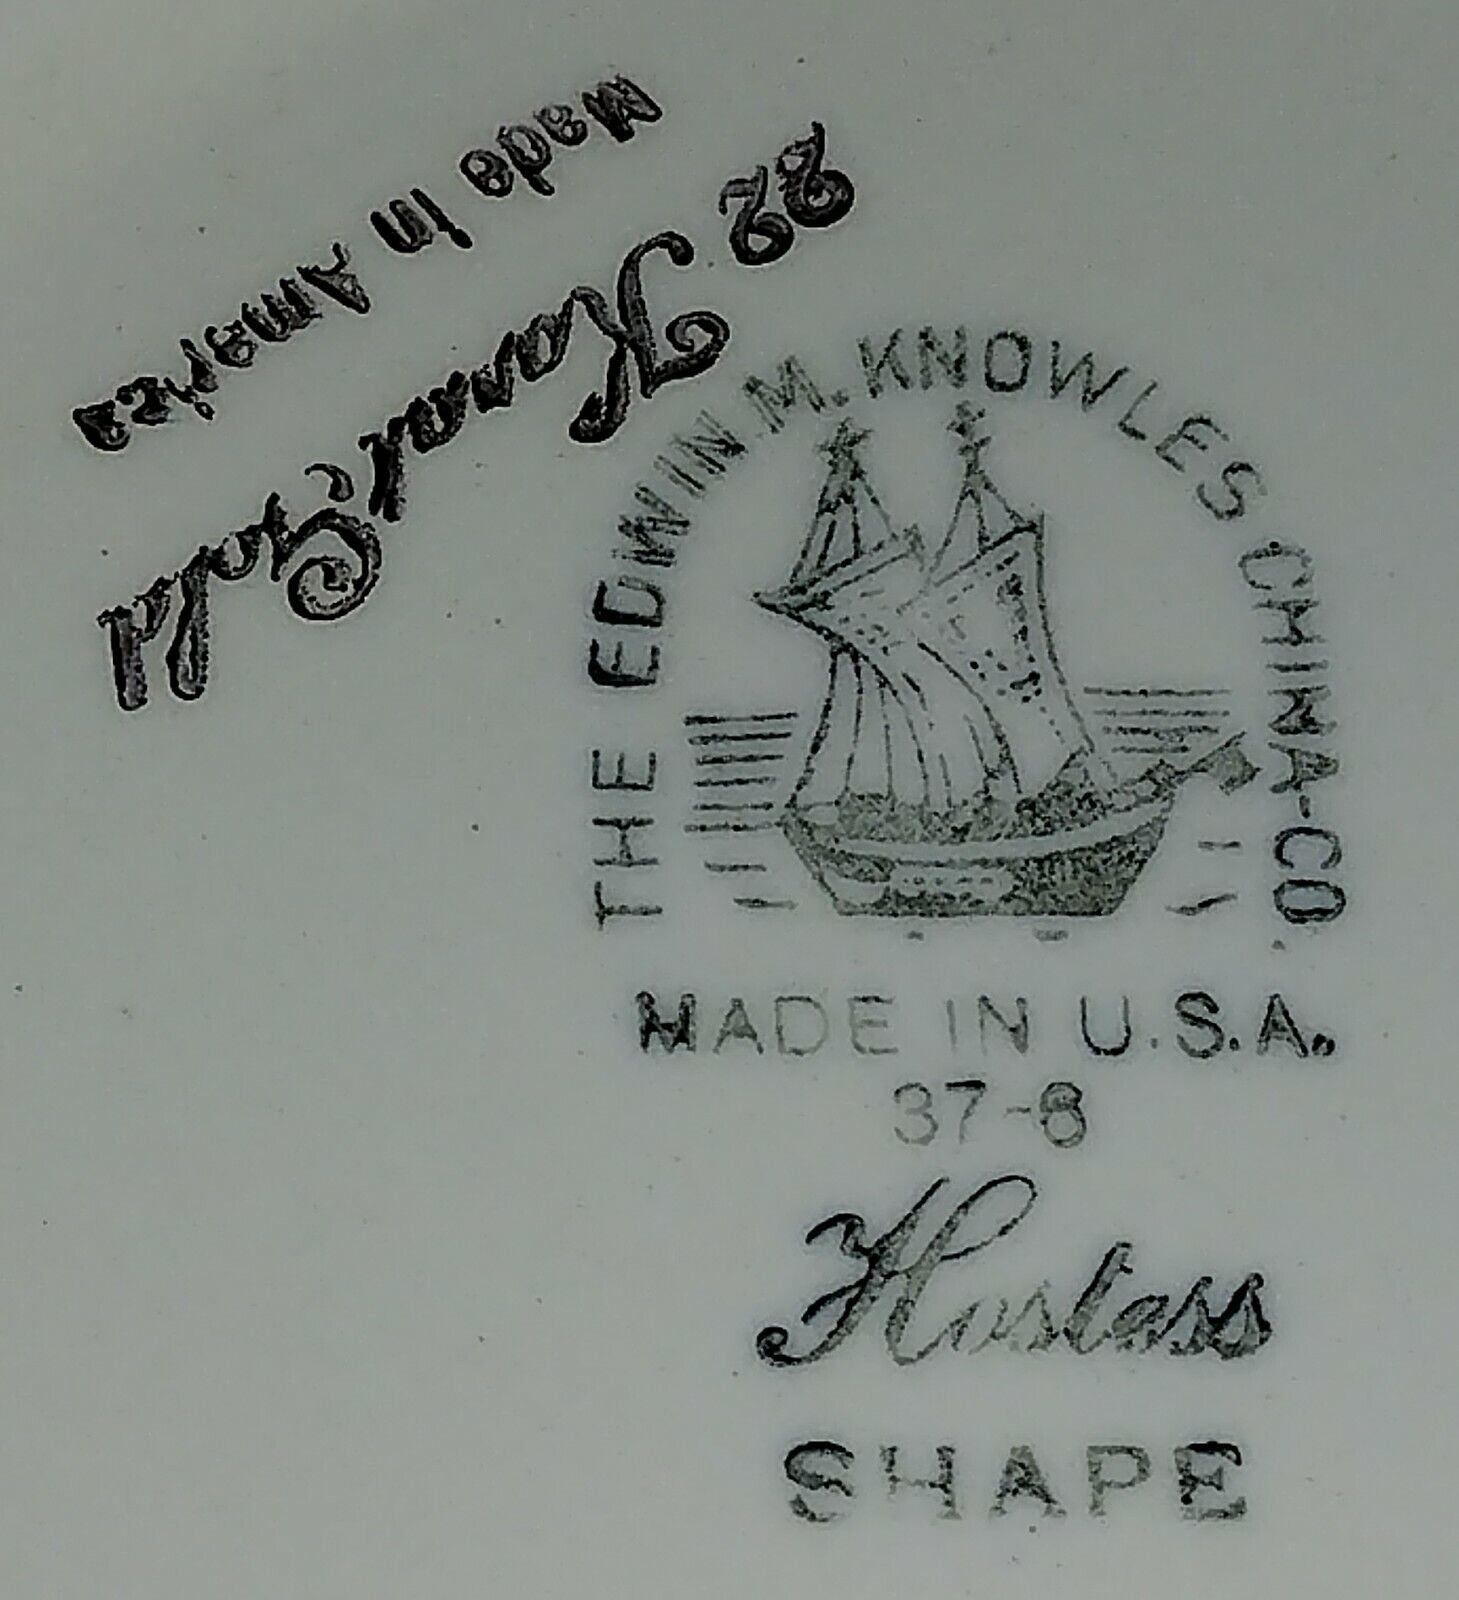 22 Karat Gold
Made in America
THE EDWIN M. KNOWLES CHINA-CO.
MADE IN U.S.A.
37-8
Hostess
SHAPE